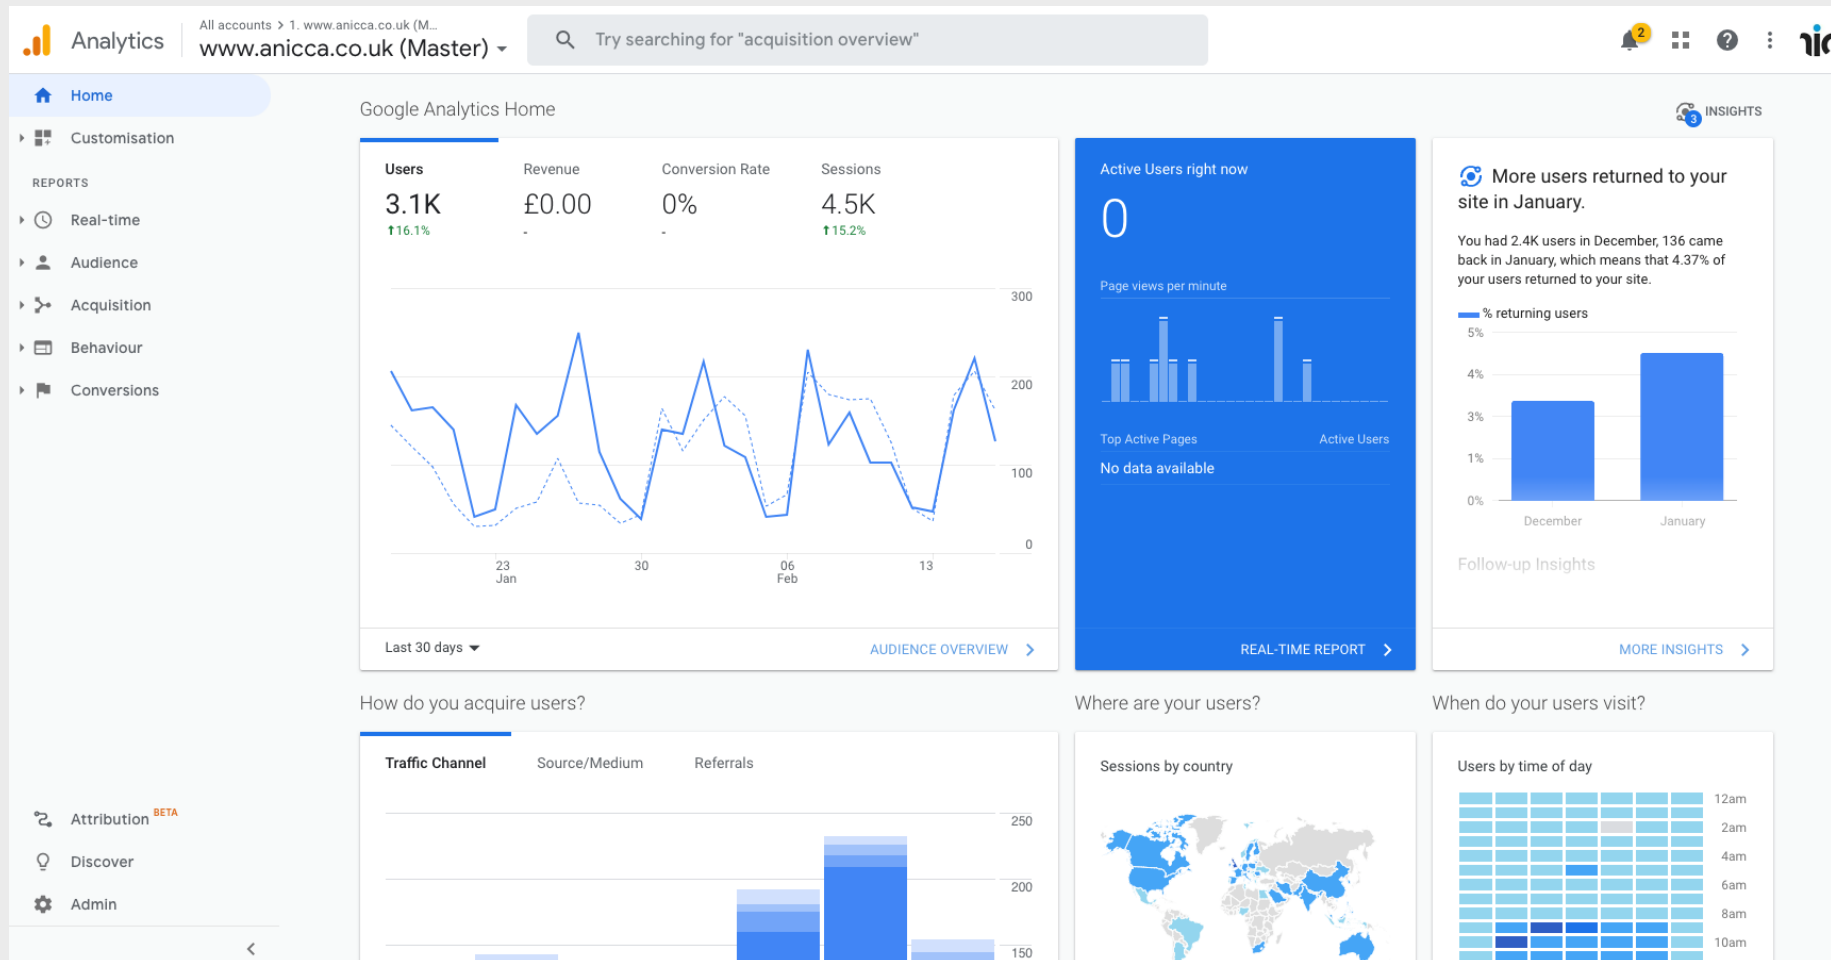 Analytics
All accounts > 1. www.anicca.co.uk (M...
www.anicca.co.uk (Master)
Try searching for "acquisition overview"
2
Home
Customisation
REPORTS
Real-time
Audience
Acquisition
Behaviour
Conversions
Attribution BETA
Discover
Admin
Google Analytics Home
3 INSIGHTS
Users Revenue Conversion Rate Sessions
3.1K £0.00 0% 4.5K
↑16.1% - - ↑15.2%
300
200
100
0
23 30 06 13
Jan Feb
Last 30 days
AUDIENCE OVERVIEW >
Active Users right now
0
Page views per minute
Top Active Pages Active Users
No data available
REAL-TIME REPORT >
More users returned to your
site in January.
You had 2.4K users in December, 136 came
back in January, which means that 4.37% of
your users returned to your site.
% returning users
5%
4%
3%
1%
0%
December January
Follow-up Insights
MORE INSIGHTS >
How do you acquire users?
Traffic Channel Source/Medium Referrals
250
200
150
Where are your users?
Sessions by country
When do your users visit?
Users by time of day
12am
2am
4am
6am
8am
10am